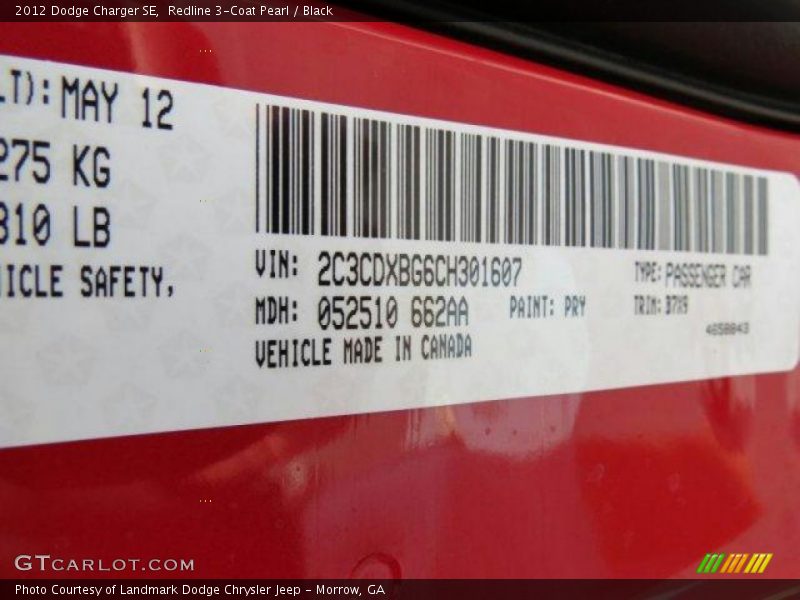 2012 Dodge Charger SE, Redline 3-Coat Pearl / Black
LT): MAY 12
275 KG
310 LB
HICLE SAFETY,
VIN: 2C3CDXBG6CH301607
TYPE: PASSENGER CAR
MDH: 052510 662AA
PAINT: PRY
TRIM: B7X9
VEHICLE MADE IN CANADA
4658843
GTCARLOT.COM
Photo Courtesy of Landmark Dodge Chrysler Jeep - Morrow, GA